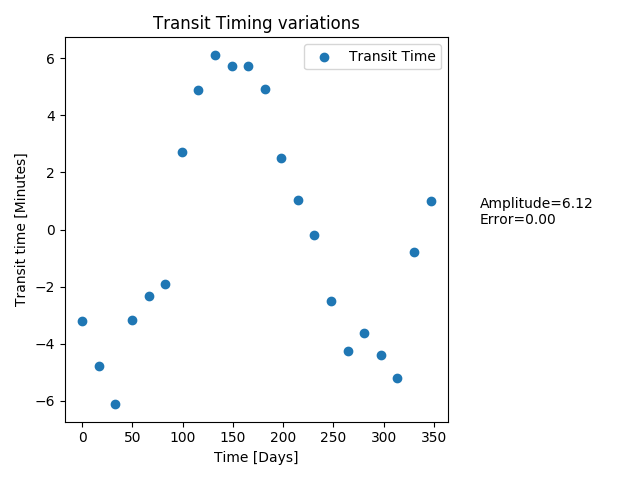 Transit Timing variations
Transit Time
Transit time [Minutes]
6
4
2
0
−2
−4
−6
0 50 100 150 200 250 300 350
Time [Days]
Amplitude=6.12
Error=0.00